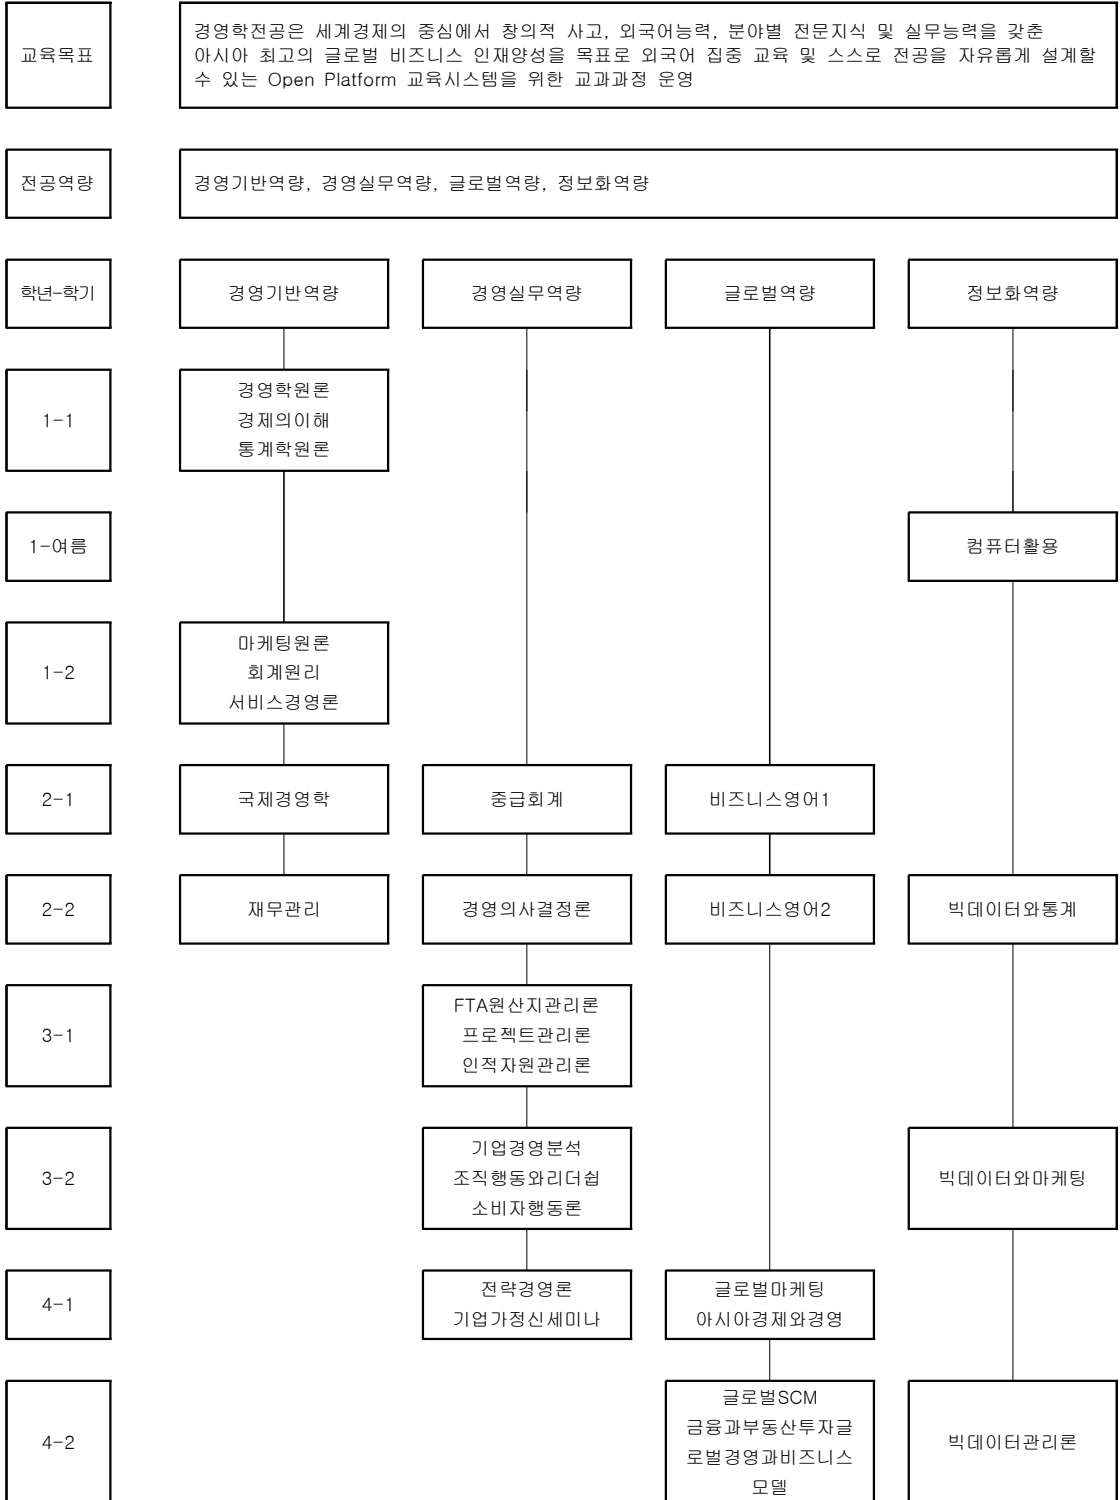 교육목표
경영학전공은 세계경제의 중심에서 창의적 사고, 외국어능력, 분야별 전문지식 및 실무능력을 갖춘
아시아 최고의 글로벌 비즈니스 인재양성을 목표로 외국어 집중 교육 및 스스로 전공을 자유롭게 설계할
수 있는 Open Platform 교육시스템을 위한 교과과정 운영
전공역량
경영기반역량, 경영실무역량, 글로벌역량, 정보화역량
학년-학기
경영기반역량
경영실무역량
글로벌역량
정보화역량
1-1
경영학원론
경제의이해
통계학원론
1-여름
컴퓨터활용
1-2
마케팅원론
회계원리
서비스경영론
2-1
국제경영학
중급회계
비즈니스영어1
2-2
재무관리
경영의사결정론
비즈니스영어2
빅데이터와통계
3-1
FTA원산지관리론
프로젝트관리론
인적자원관리론
3-2
기업경영분석
조직행동와리더쉽
소비자행동론
빅데이터와마케팅
4-1
전략경영론
기업가정신세미나
글로벌마케팅
아시아경제와경영
4-2
글로벌SCM
금융과부동산투자글
로벌경영과비즈니스
모델
빅데이터관리론